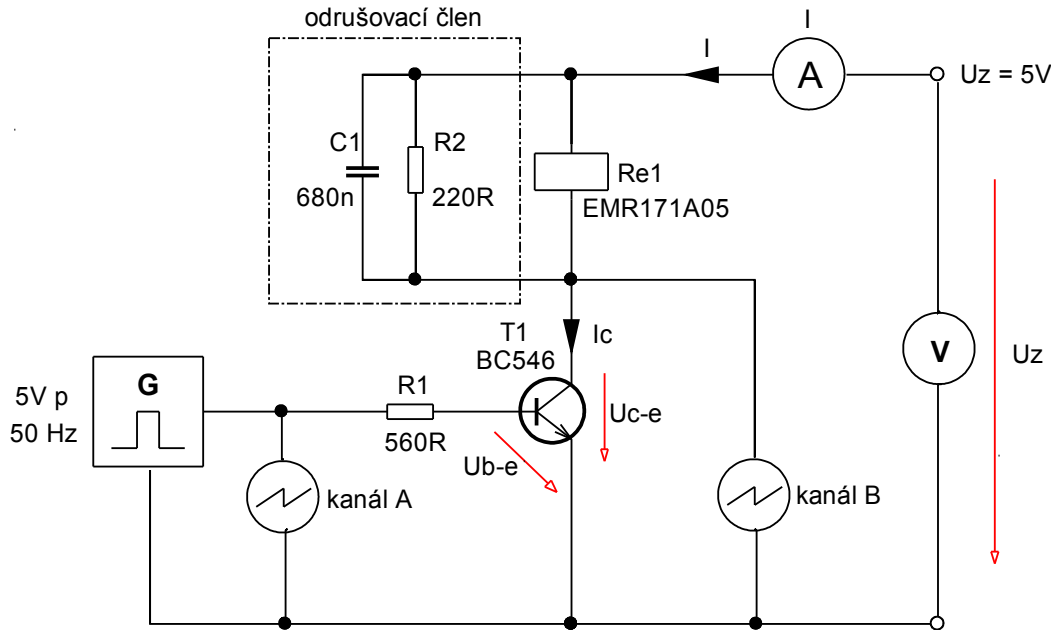 odrušovací člen
I
I
A
Uz = 5V
C1
R2
680n
220R
Re1
EMR171A05
T1
BC546
Ic
V
Uz
G
5V p
50 Hz
R1
560R
Uc-e
Ub-e
kanál A
kanál B